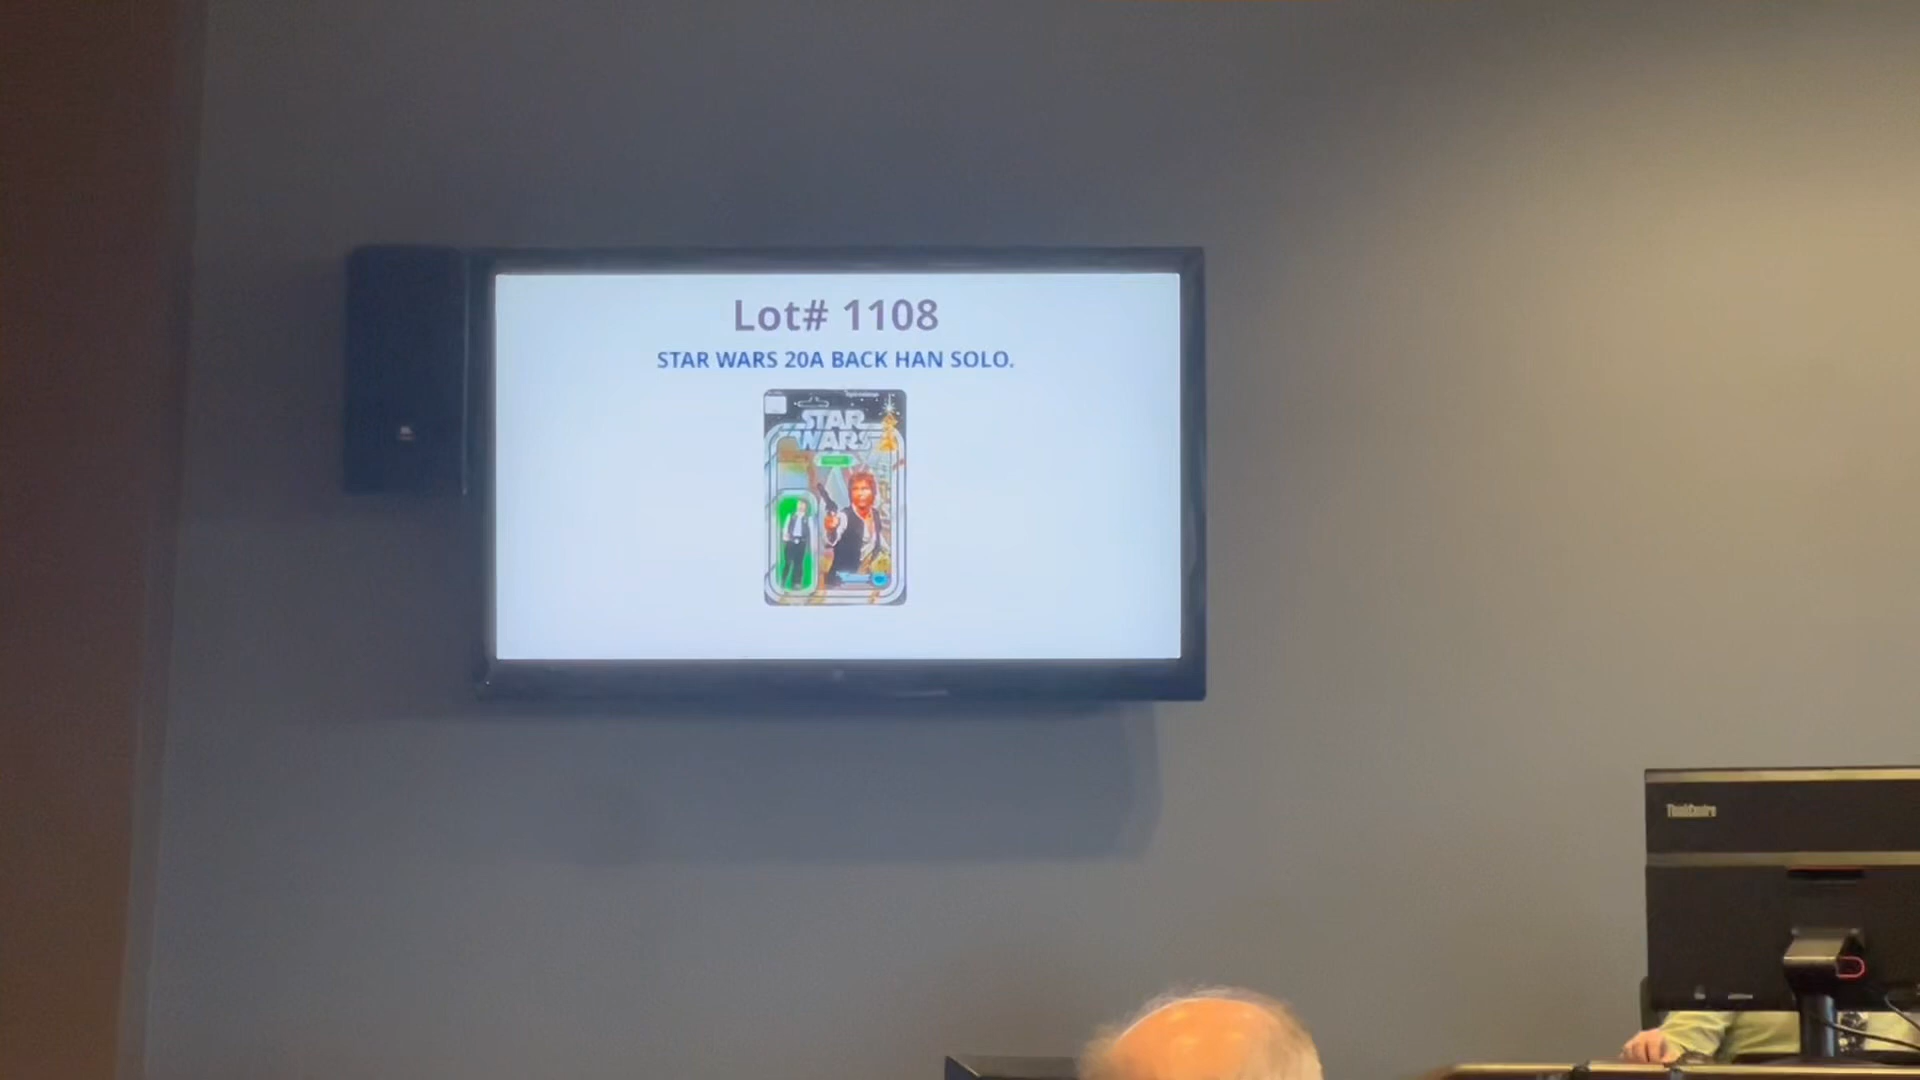 Lot# 1108
STAR WARS 20A BACK HAN SOLO.
STAR
WARS
ThinkCentre